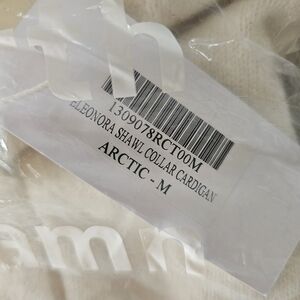 1309078RCT00M
ELEONORA SHAWL COLLAR CARDIGAN
ARCTIC - M